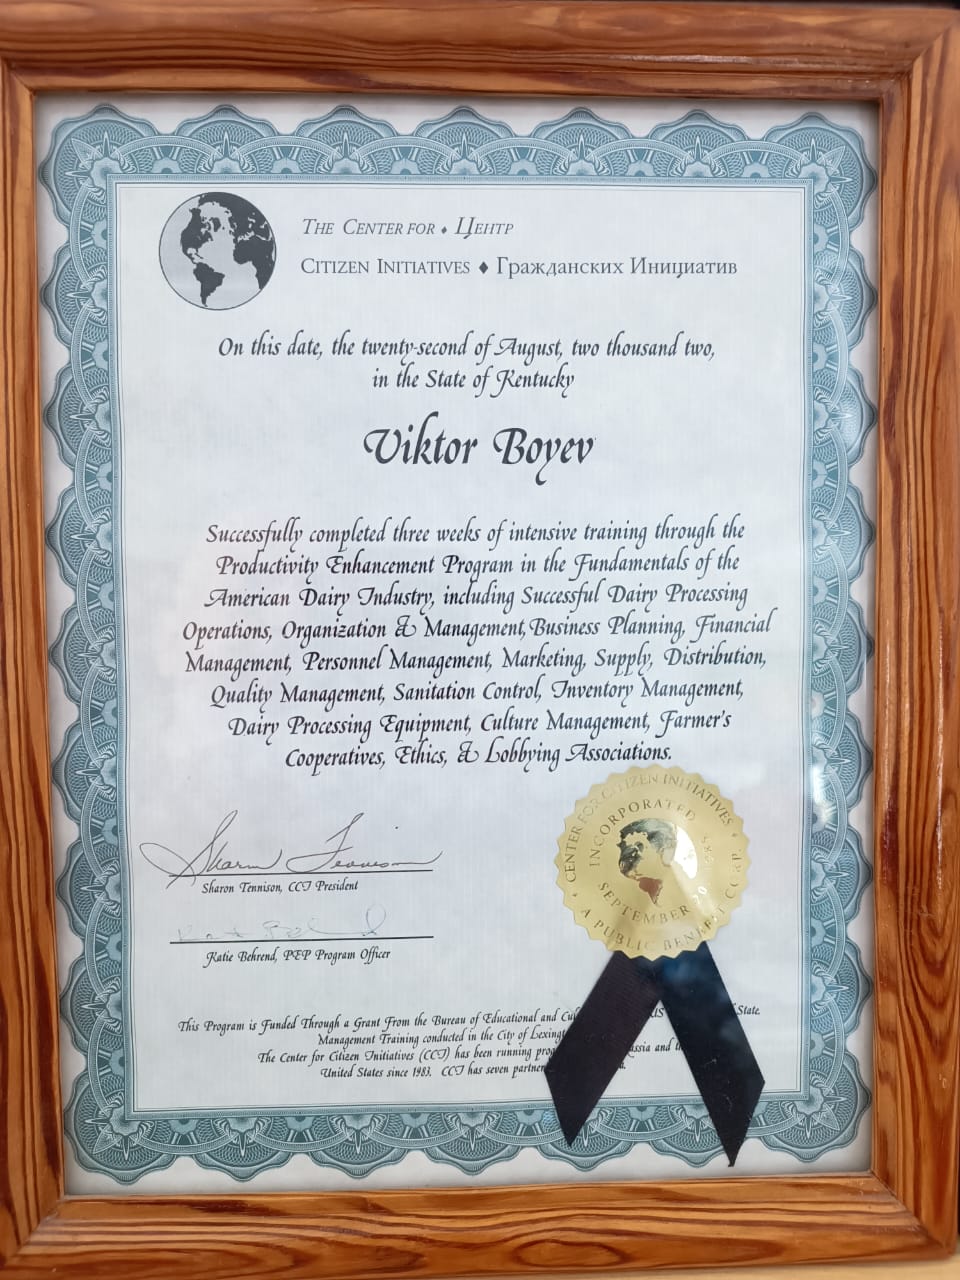 THE CENTER FOR ♦ ЦЕНТР
CITIZEN INITIATIVES ♦ Гражданских Инициатив
On this date, the twenty-second of August, two thousand two,
in the State of Kentucky
Viktor Boyev
Successfully completed three weeks of intensive training through the
Productivity Enhancement Program in the Fundamentals of the
American Dairy Industry, including Successful Dairy Processing
Operations, Organization & Management, Business Planning, Financial
Management, Personnel Management, Marketing, Supply, Distribution,
Quality Management, Sanitation Control, Inventory Management,
Dairy Processing Equipment, Culture Management, Farmer's
Cooperatives, Ethics, & Lobbying Associations.
Sharon Tennison
Sharon Tennison, CCI President
Katie Behrend, PEP Program Officer
CENTER FOR CITIZEN INITIATIVES
INCORPORATED
SEPTEMBER
A PUBLIC BENEFIT CORP
This Program is Funded Through a Grant From the Bureau of Educational and State.
Management Training conducted in the City of
The Center for Citizen Initiatives (CCI) has been running and
United States since 1983. CCI has seven